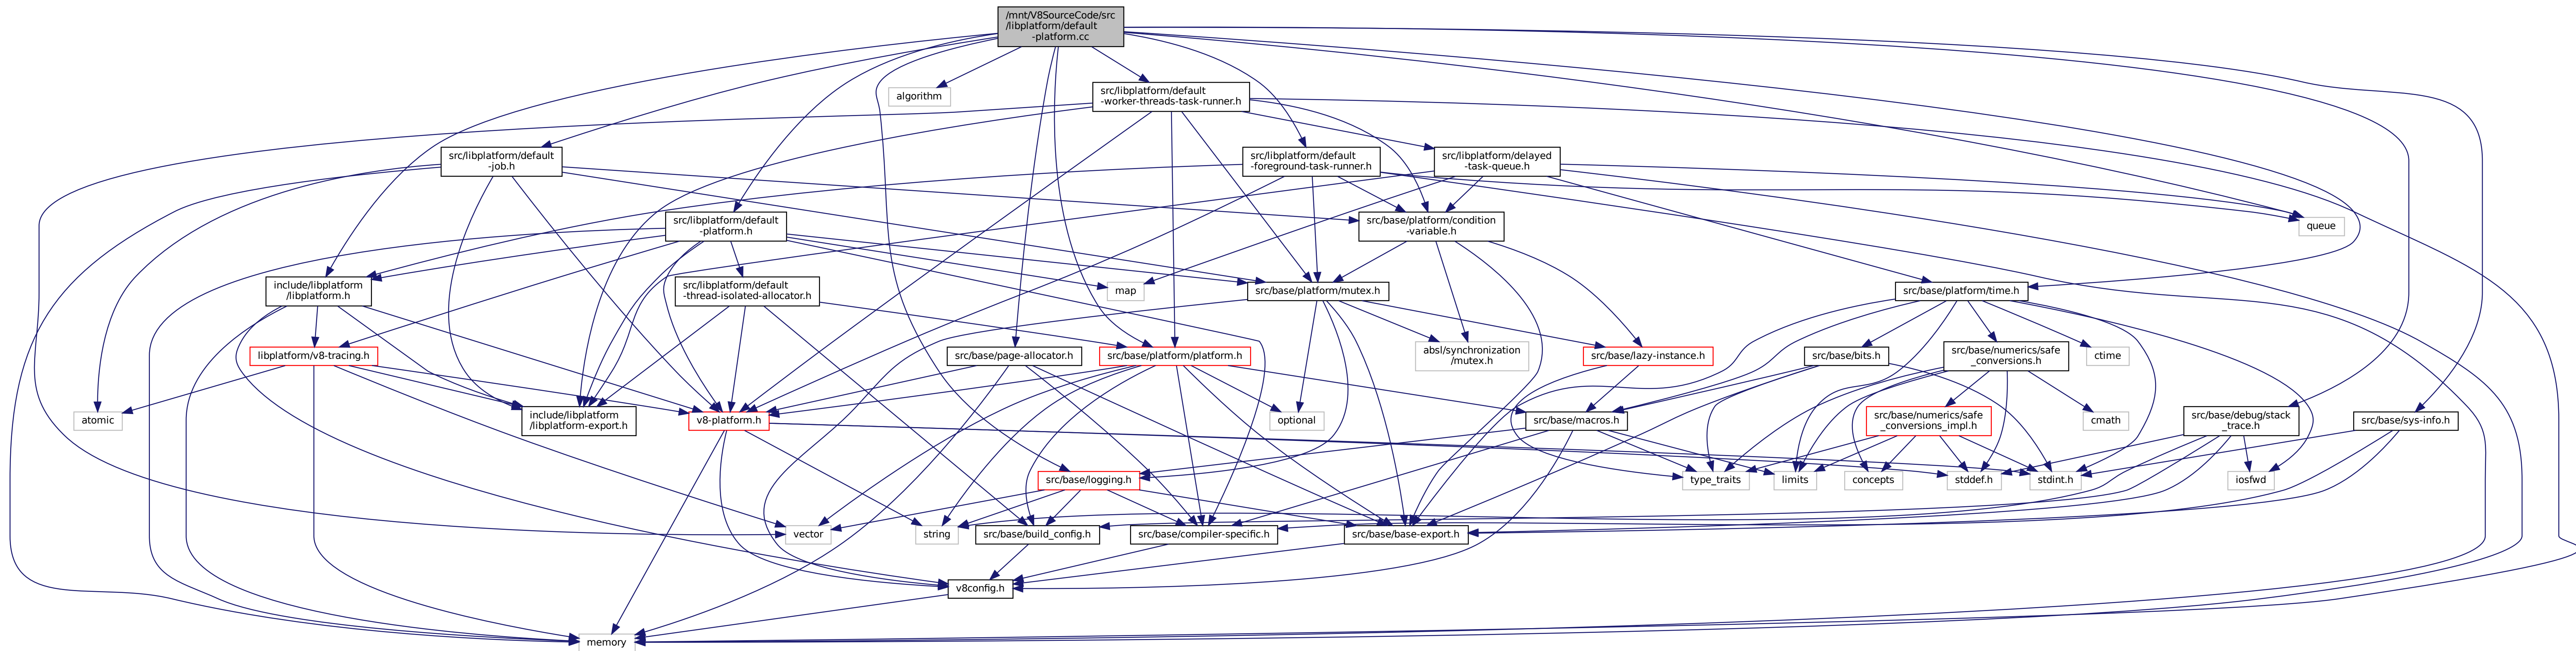 /mnt/V8SourceCode/src
/libplatform/default
-platform.cc
algorithm
src/libplatform/default
-worker-threads-task-runner.h
src/libplatform/default
-job.h
src/libplatform/default
-foreground-task-runner.h
src/libplatform/delayed
-task-queue.h
src/libplatform/default
-platform.h
src/base/platform/condition
-variable.h
queue
include/libplatform
/libplatform.h
src/libplatform/default
-thread-isolated-allocator.h
map
src/base/platform/mutex.h
src/base/platform/time.h
libplatform/v8-tracing.h
src/base/page-allocator.h
src/base/platform/platform.h
absl/synchronization
/mutex.h
src/base/lazy-instance.h
src/base/bits.h
src/base/numerics/safe
_conversions.h
ctime
atomic
include/libplatform
/libplatform-export.h
v8-platform.h
optional
src/base/macros.h
src/base/numerics/safe
_conversions_impl.h
cmath
src/base/debug/stack
_trace.h
src/base/sys-info.h
src/base/logging.h
type_traits
limits
concepts
stddef.h
stdint.h
iosfwd
vector
string
src/base/build_config.h
src/base/compiler-specific.h
src/base/base-export.h
v8config.h
memory